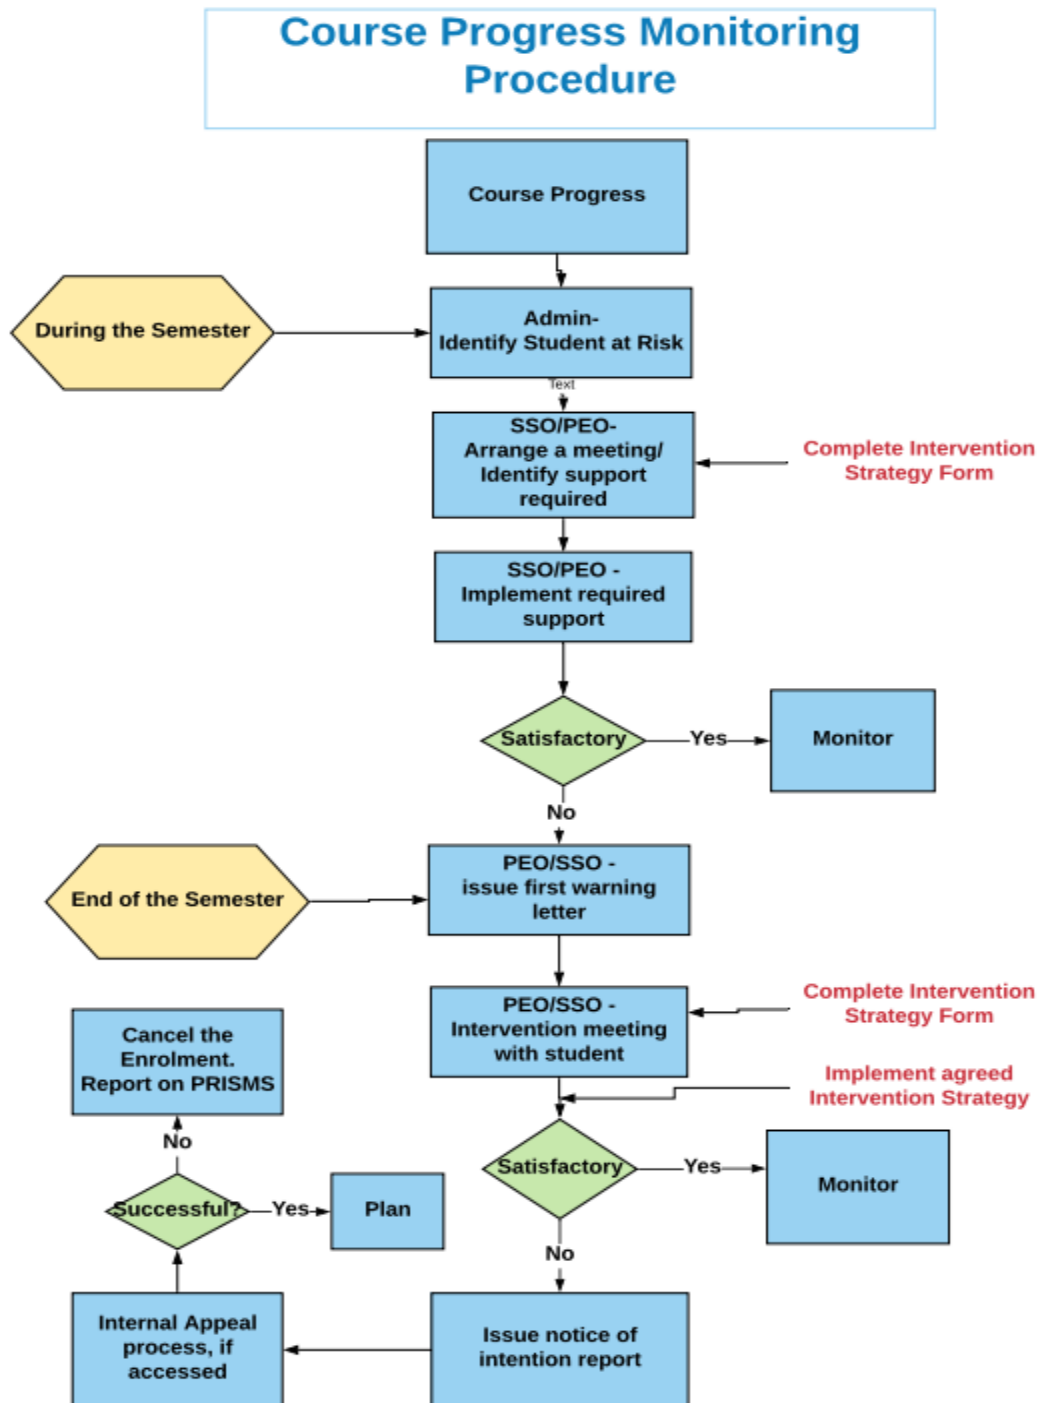 Course Progress Monitoring
Procedure
Course Progress
During the Semester
Admin-
Identify Student at Risk
Text
SSO/PEO-
Arrange a meeting/
Identify support
required
Complete Intervention
Strategy Form
SSO/PEO -
Implement required
support
Satisfactory
Yes
Monitor
No
End of the Semester
PEO/SSO -
issue first warning
letter
PEO/SSO -
Intervention meeting
with student
Complete Intervention
Strategy Form
Implement agreed
Intervention Strategy
Satisfactory
Yes
Monitor
No
Issue notice of
intention report
Internal Appeal
process, if
accessed
Successful?
Yes
Plan
No
Cancel the
Enrolment.
Report on PRISMS